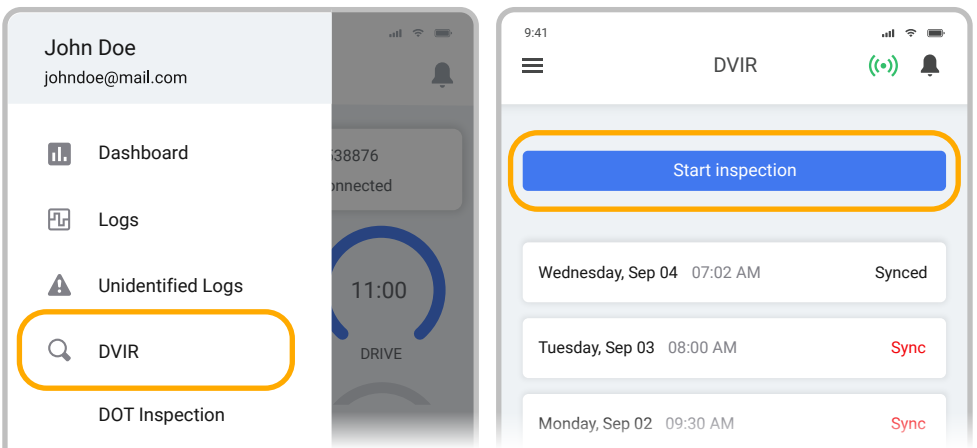 John Doe
johndoe@mail.com
Dashboard
Logs
Unidentified Logs
DVIR
DOT Inspection
38876
nnected
11:00
DRIVE
9:41
DVIR
Start inspection
Wednesday, Sep 04 07:02 AM Synced
Tuesday, Sep 03 08:00 AM Sync
Monday, Sep 02 09:30 AM Sync